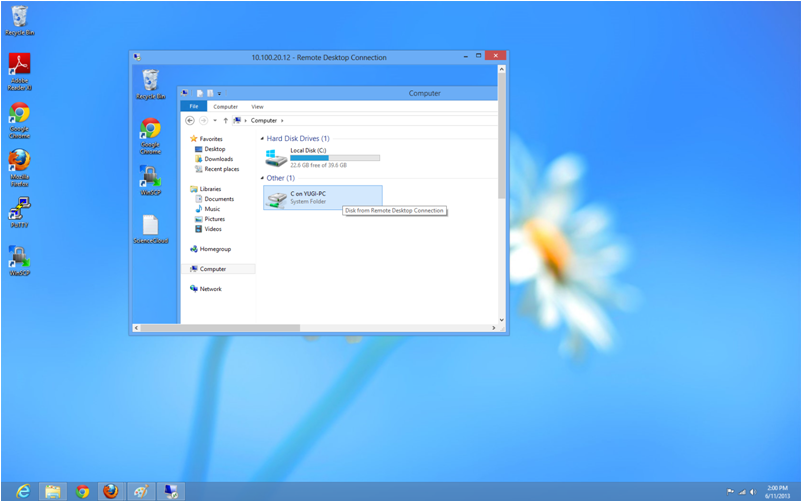 Recycle Bin
Adobe
Reader XI
Google
Chrome
Mozilla
Firefox
PuTTY
WinSCP
10.100.20.12 - Remote Desktop Connection
Recycle Bin
Google
Chrome
WinSCP
ScienceCloud
Computer
File Computer View
Computer
Favorites
Desktop
Downloads
Recent places
Libraries
Documents
Music
Pictures
Videos
Homegroup
Computer
Network
Hard Disk Drives (1)
Local Disk (C:)
22.6 GB free of 39.6 GB
Other (1)
C on YUGI-PC
System Folder
Disk from Remote Desktop Connection
2:00 PM
6/11/2013